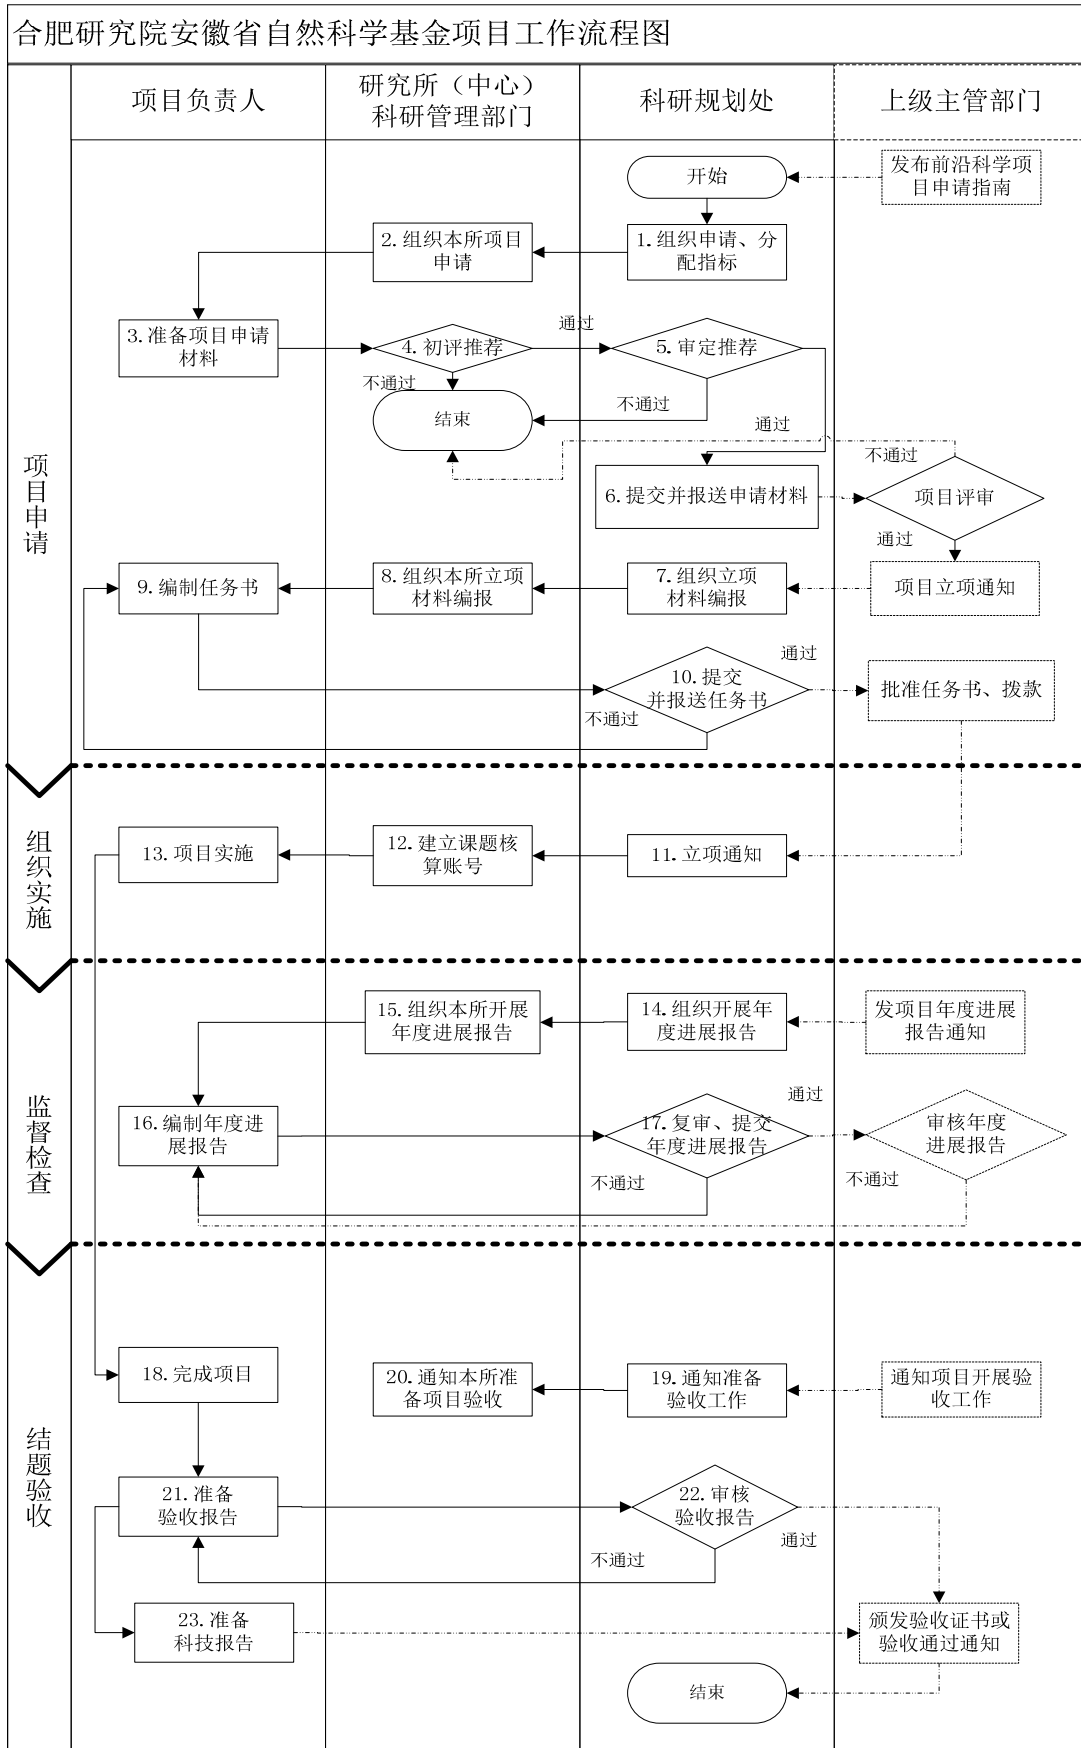 合肥研究院安徽省自然科学基金项目工作流程图
项目负责人
研究所（中心）
科研管理部门
科研规划处
上级主管部门
项目申请
开始
发布前沿科学项
目申请指南
1.组织申请、分
配指标
2.组织本所项目
申请
3.准备项目申请
材料
4.初评推荐
通过
5.审定推荐
不通过
不通过
结束
通过
不通过
6.提交并报送申请材料
项目评审
通过
9.编制任务书
8.组织本所立项
材料编报
7.组织立项
材料编报
项目立项通知
通过
10.提交
并报送任务书
批准任务书、拨款
不通过
组织实施
13.项目实施
12.建立课题核
算账号
11.立项通知
监督检查
15.组织本所开展
年度进展报告
14.组织开展年
度进展报告
发项目年度进展
报告通知
通过
16.编制年度进
展报告
17.复审、提交
年度进展报告
审核年度
进展报告
不通过
不通过
结题验收
18.完成项目
20.通知本所准
备项目验收
19.通知准备
验收工作
通知项目开展验
收工作
21.准备
验收报告
22.审核
验收报告
通过
不通过
23.准备
科技报告
颁发验收证书或
验收通过通知
结束